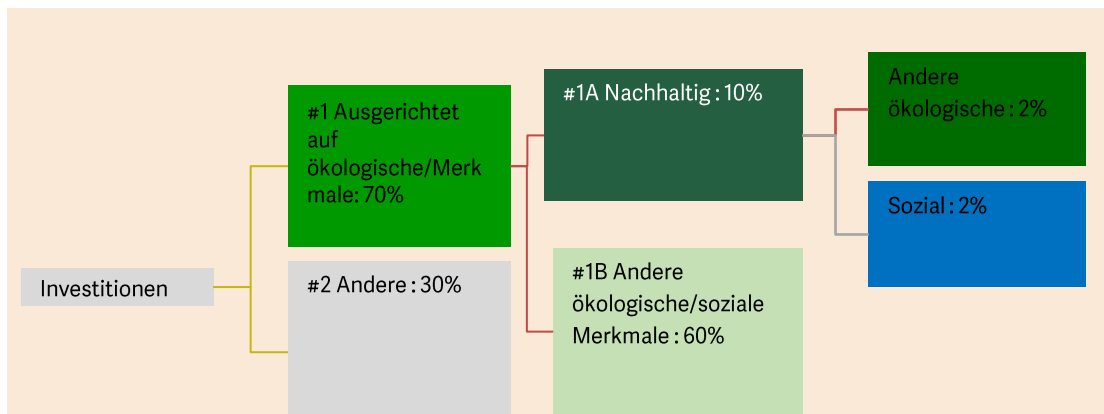 Investitionen
#1 Ausgerichtet
auf
ökologische/Merk
male: 70%
#2 Andere : 30%
#1A Nachhaltig : 10%
#1B Andere
ökologische/soziale
Merkmale : 60%
Andere
ökologische : 2%
Sozial : 2%